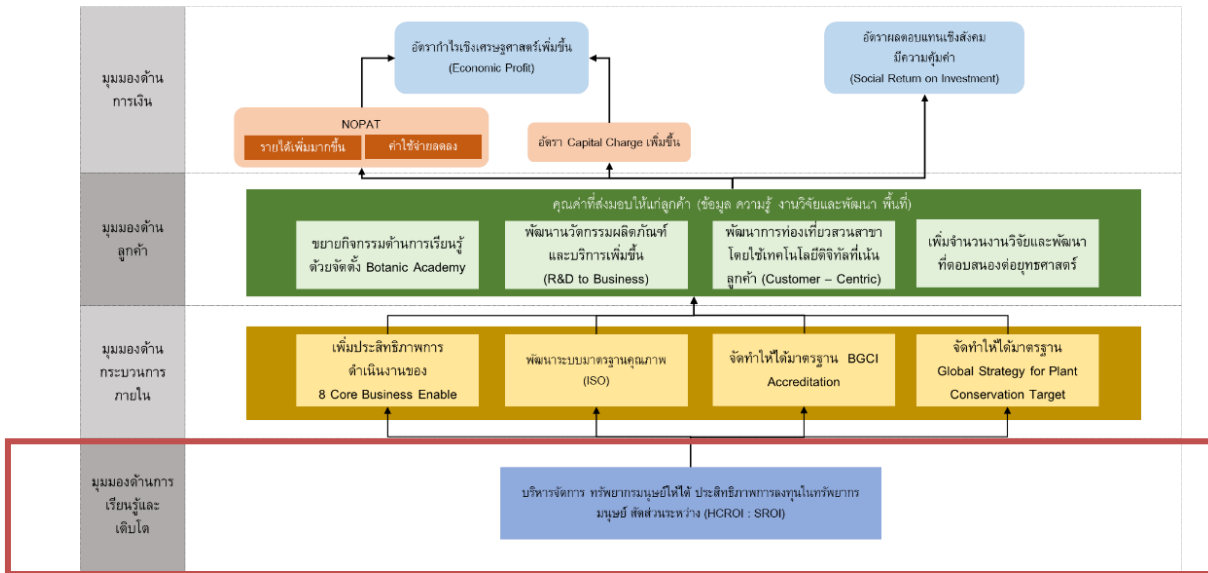 มุมมองด้าน
การเงิน
อัตรากำไรเชิงเศรษฐศาสตร์เพิ่มขึ้น
(Economic Profit)
อัตราผลตอบแทนเชิงสังคม
มีความคุ้มค่า
(Social Return on Investment)
NOPAT
รายได้เพิ่มมากขึ้น
ค่าใช้จ่ายลดลง
อัตรา Capital Charge เพิ่มขึ้น
มุมมองด้าน
ลูกค้า
คุณค่าที่ส่งมอบให้แก่ลูกค้า (ข้อมูล ความรู้ งานวิจัยและพัฒนา พื้นที่)
ขยายกิจกรรมด้านการเรียนรู้
ด้วยจัดตั้ง Botanic Academy
พัฒนานวัตกรรมผลิตภัณฑ์
และบริการเพิ่มขึ้น
(R&D to Business)
พัฒนาการท่องเที่ยวสวนสาขา
โดยใช้เทคโนโลยีดิจิทัลที่เน้น
ลูกค้า (Customer – Centric)
เพิ่มจำนวนงานวิจัยและพัฒนา
ที่ตอบสนองต่อยุทธศาสตร์
มุมมองด้าน
กระบวนการ
ภายใน
เพิ่มประสิทธิภาพการ
ดำเนินงานของ
8 Core Business Enable
พัฒนาระบบมาตรฐานคุณภาพ
(ISO)
จัดทำให้ได้มาตรฐาน BGCI
Accreditation
จัดทำให้ได้มาตรฐาน
Global Strategy for Plant
Conservation Target
มุมมองด้านการ
เรียนรู้และ
เติบโต
บริหารจัดการ ทรัพยากรมนุษย์ให้ได้ ประสิทธิภาพการลงทุนในทรัพยากร
มนุษย์ สัดส่วนระหว่าง (HCROI : SROI)